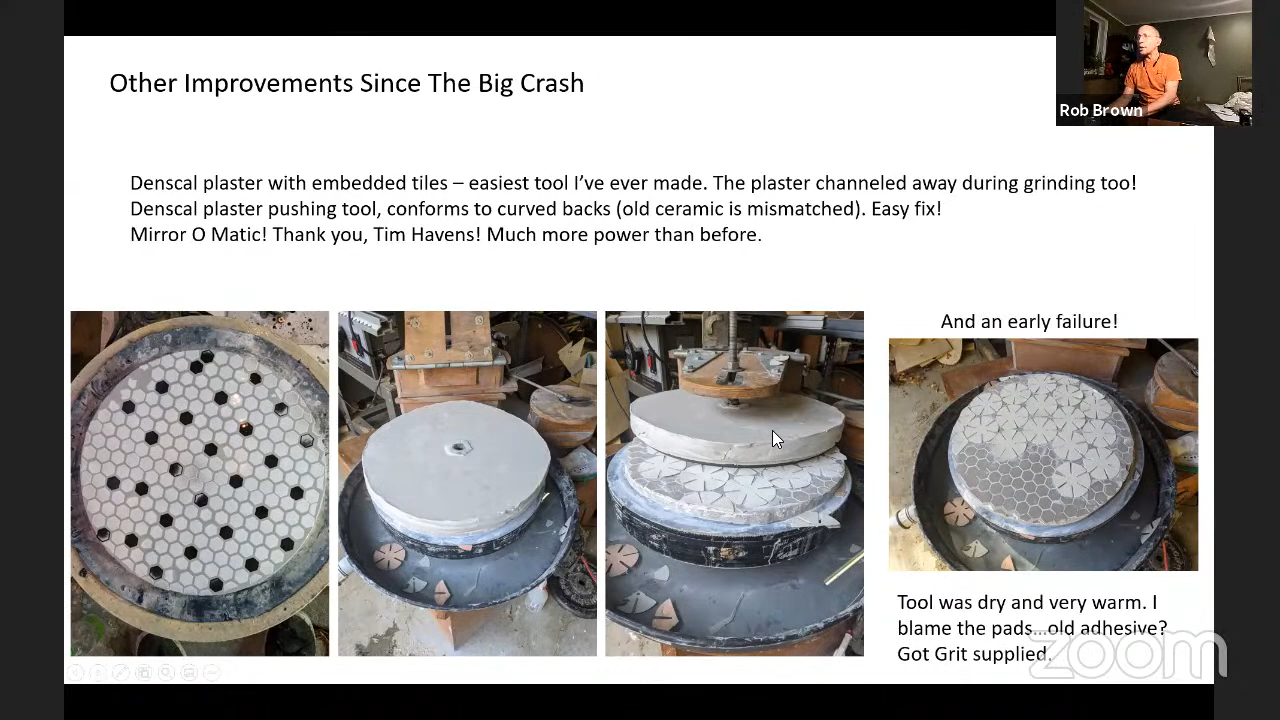 Other Improvements Since The Big Crash
Rob Brown
Denscal plaster with embedded tiles – easiest tool I've ever made. The plaster channeled away during grinding too!
Denscal plaster pushing tool, conforms to curved backs (old ceramic is mismatched). Easy fix!
Mirror O Matic! Thank you, Tim Havens! Much more power than before.
And an early failure!
Tool was dry and very warm. I
blame the pads…old adhesive?
Got Grit supplied.
zoom